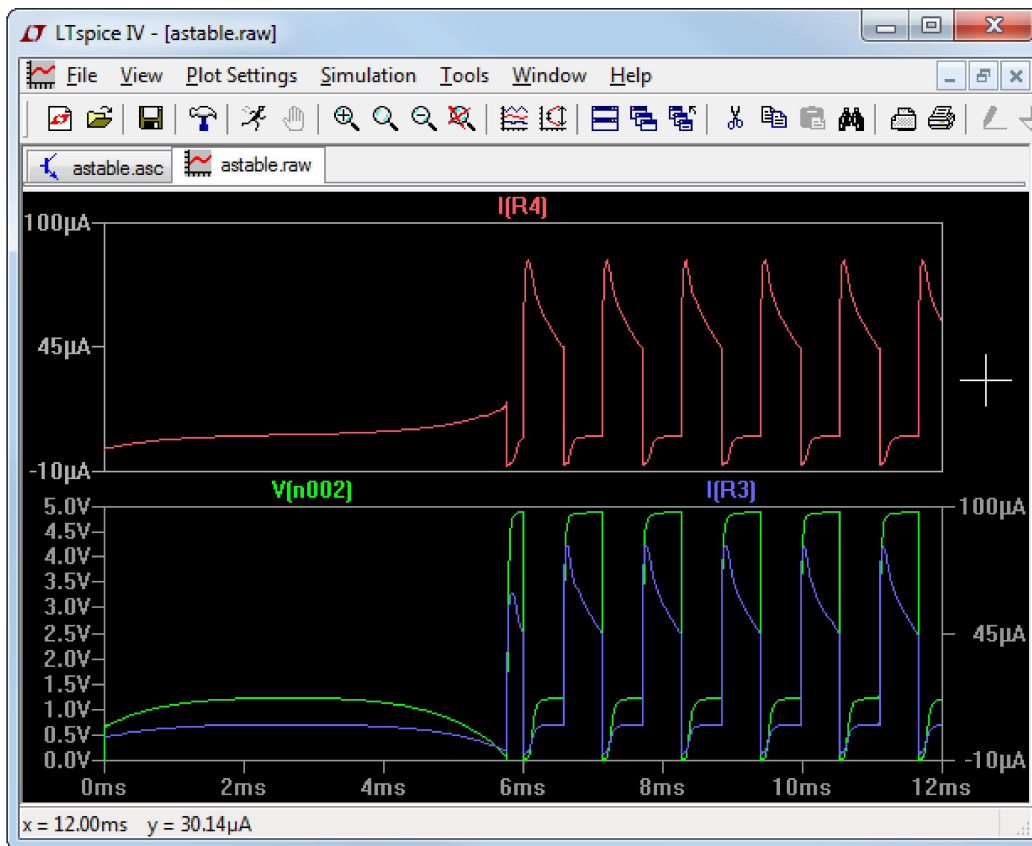 LTspice IV - [astable.raw]
File View Plot Settings Simulation Tools Window Help
astable.asc astable.raw
I(R4)
100µA
45µA
-10µA
V(n002) I(R3)
5.0V 100µA
4.5V
4.0V
3.5V
3.0V
2.5V 45µA
2.0V
1.5V
1.0V
0.5V
0.0V -10µA
0ms 2ms 4ms 6ms 8ms 10ms 12ms
x = 12.00ms y = 30.14µA